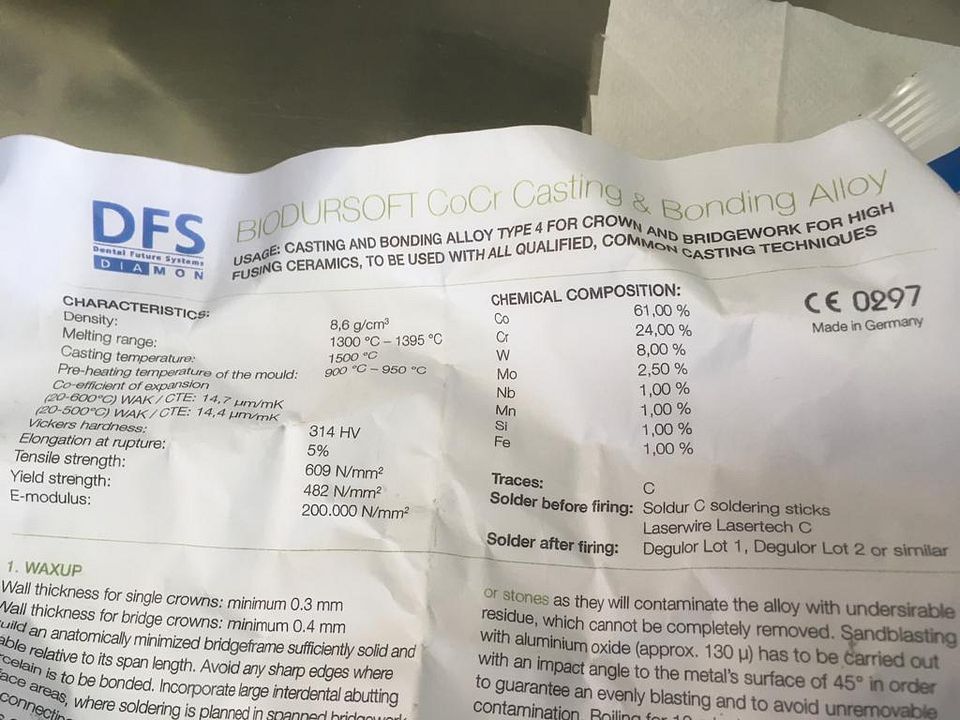 DFS
Dental Future Systems
DIAMON
BIODURSOFT CoCr Casting & Bonding Alloy
USAGE: CASTING AND BONDING ALLOY TYPE 4 FOR CROWN AND BRIDGEWORK FOR HIGH
FUSING CERAMICS, TO BE USED WITH ALL QUALIFIED, COMMON CASTING TECHNIQUES
CHARACTERISTICS:
Density: 8,6 g/cm³
Melting range: 1300 °C – 1395 °C
Casting temperature: 1500 °C
Pre-heating temperature of the mould: 900 °C – 950 °C
Co-efficient of expansion
(20-600°C) WAK / CTE: 14,7 µm/mK
(20-500°C) WAK / CTE: 14,4 µm/mK
Vickers hardness: 314 HV
Elongation at rupture: 5%
Tensile strength: 609 N/mm²
Yield strength: 482 N/mm²
E-modulus: 200.000 N/mm²
CHEMICAL COMPOSITION:
Co 61,00 %
Cr 24,00 %
W 8,00 %
Mo 2,50 %
Nb 1,00 %
Mn 1,00 %
Si 1,00 %
Fe 1,00 %
CE 0297
Made in Germany
Traces: C
Solder before firing: Soldur C soldering sticks
Laserwire Lasertech C
Solder after firing: Degulor Lot 1, Degulor Lot 2 or similar
1. WAXUP
Wall thickness for single crowns: minimum 0.3 mm
Wall thickness for bridge crowns: minimum 0.4 mm
an anatomically minimized bridgeframe sufficiently solid and
relative to its span length. Avoid any sharp edges where
is to be bonded. Incorporate large interdental abutting
areas, where soldering is planned in spanned
or stones as they will contaminate the alloy with undersirable
residue, which cannot be completely removed. Sandblasting
with aluminium oxide (approx. 130 µ) has to be carried out
with an impact angle to the metal's surface of 45° in order
to guarantee an evenly blasting and to avoid unremovable
contamination. Boiling for 10